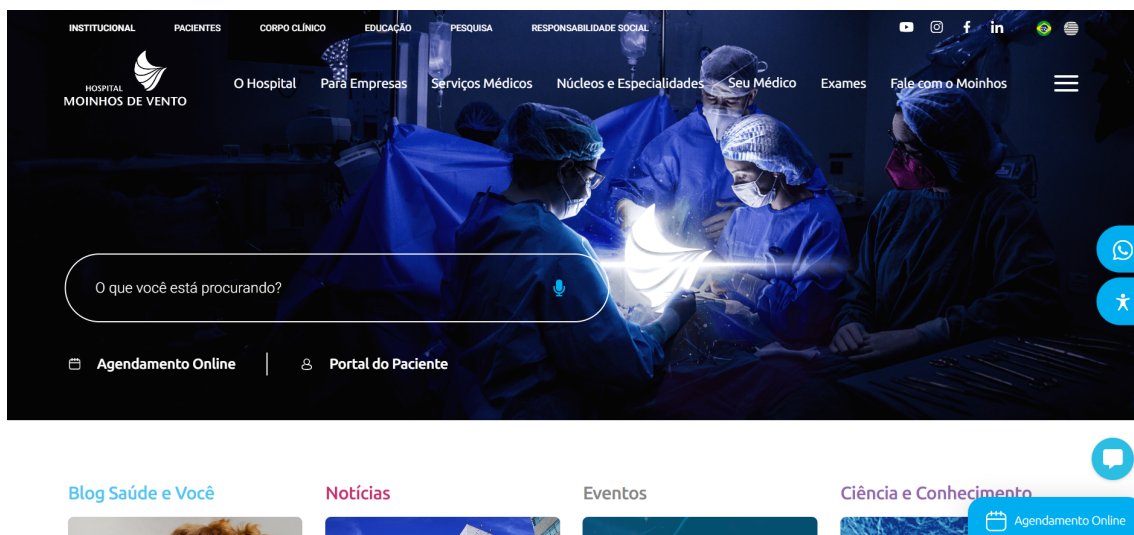 INSTITUCIONAL PACIENTES CORPO CLÍNICO EDUCAÇÃO PESQUISA RESPONSABILIDADE SOCIAL
HOSPITAL
MOINHOS DE VENTO
O Hospital Para Empresas Serviços Médicos Núcleos e Especialidades Seu Médico Exames Fale com o Moinhos
O que você está procurando?
Agendamento Online Portal do Paciente
Blog Saúde e Você Notícias Eventos Ciência e Conhecimento
Agendamento Online